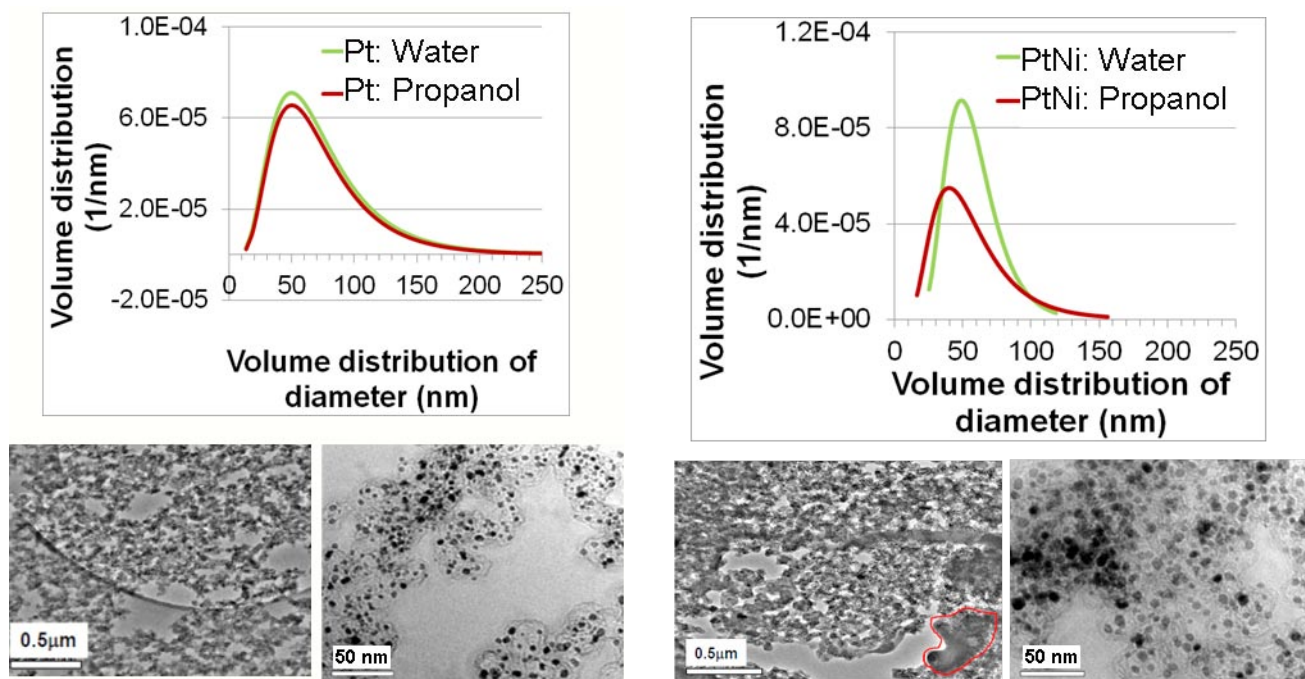 1.0E-04
6.0E-05
2.0E-05
-2.0E-05
Volume distribution
(1/nm)
Pt: Water
Pt: Propanol
0 50 100 150 200 250
Volume distribution of
diameter (nm)
1.2E-04
8.0E-05
4.0E-05
0.0E+00
Volume distribution
(1/nm)
PtNi: Water
PtNi: Propanol
0 50 100 150 200 250
Volume distribution of
diameter (nm)
0.5μm
50 nm
0.5μm
50 nm